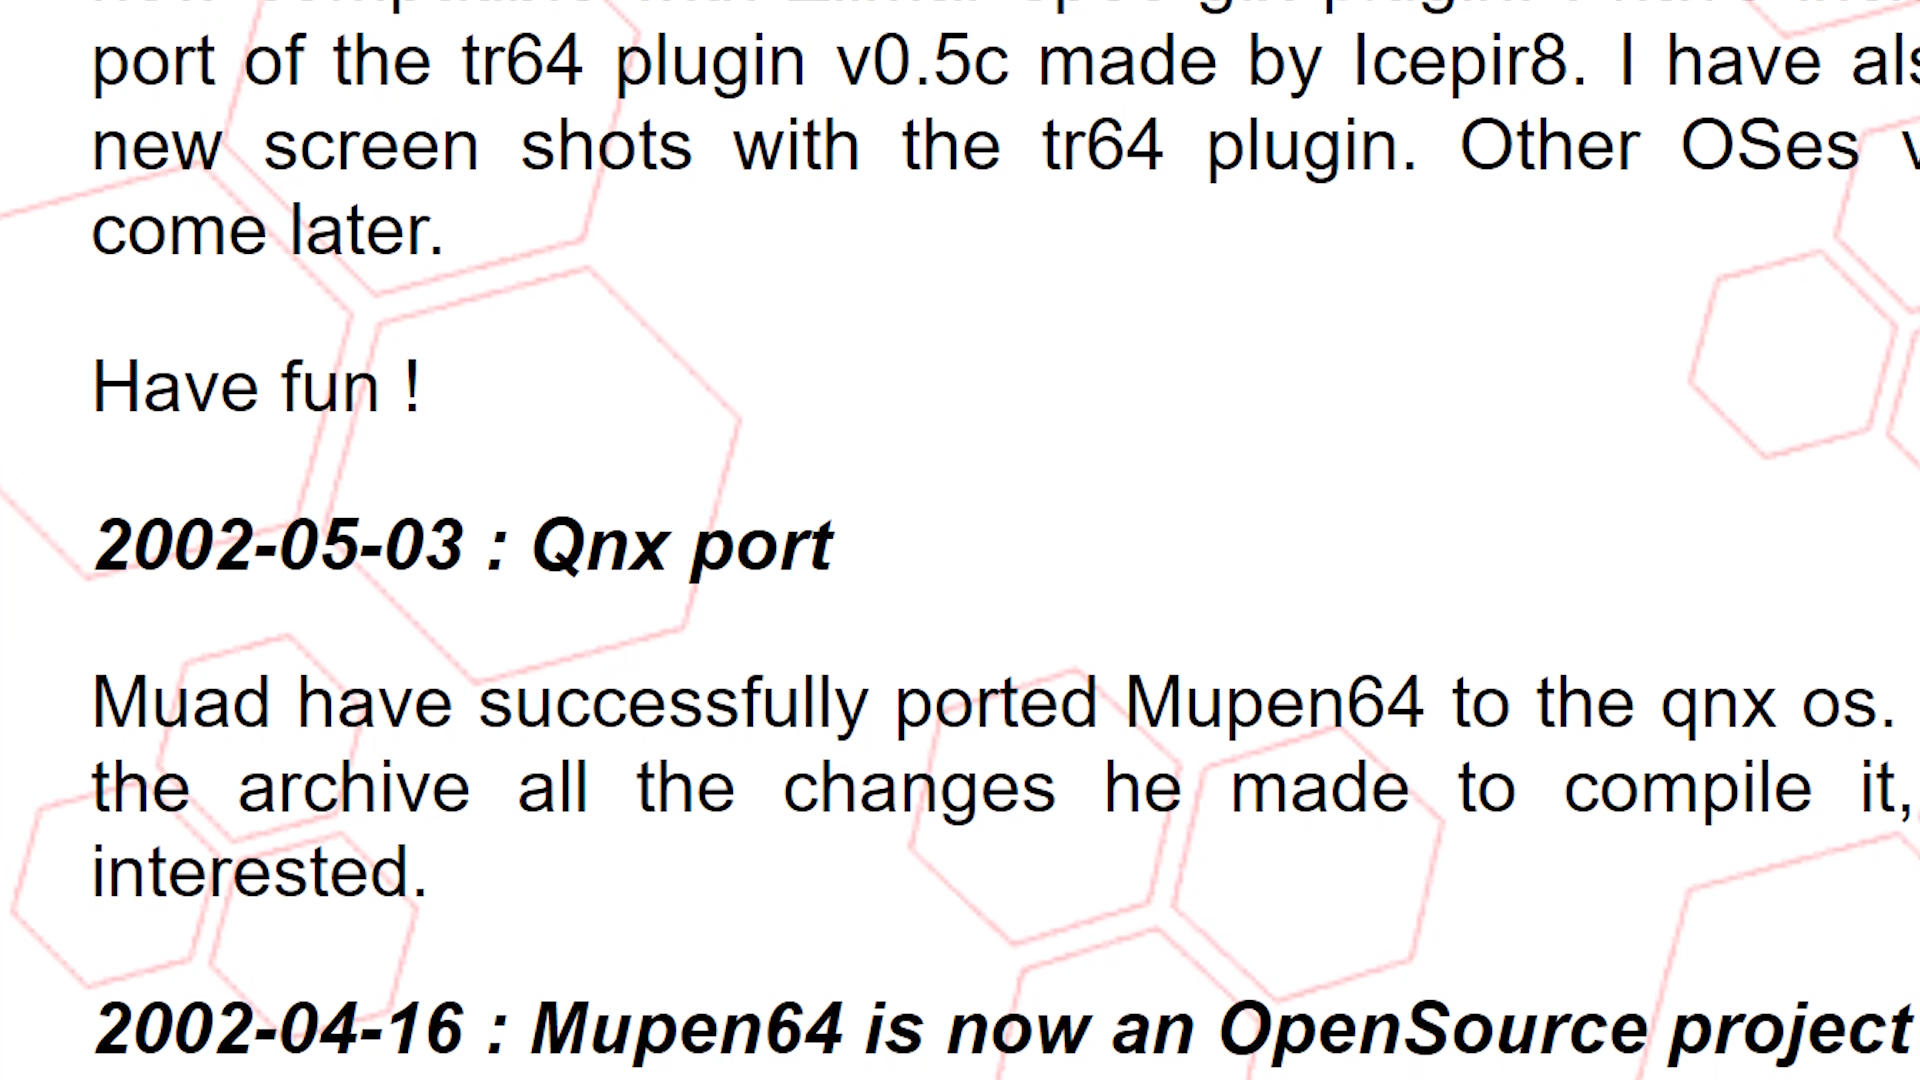 port of the tr64 plugin v0.5c made by Icepir8. I have
new screen shots with the tr64 plugin. Other OSes
come later.
Have fun !
2002-05-03 : Qnx port
Muad have successfully ported Mupen64 to the qnx os.
the archive all the changes he made to compile it,
interested.
2002-04-16 : Mupen64 is now an OpenSource project